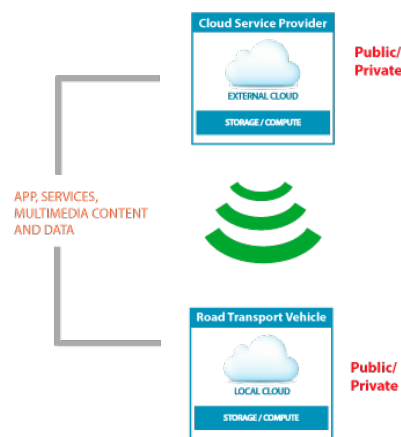 Cloud Service Provider
Public/
Private
EXTERNAL CLOUD
STORAGE / COMPUTE
APP, SERVICES,
MULTIMEDIA CONTENT
AND DATA
Road Transport Vehicle
Public/
Private
LOCAL CLOUD
STORAGE / COMPUTE